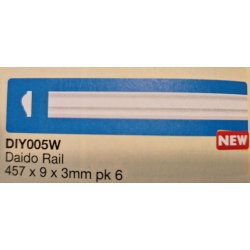 NEW
DIY005W
Daido Rail
457 x 9 x 3mm pk 6